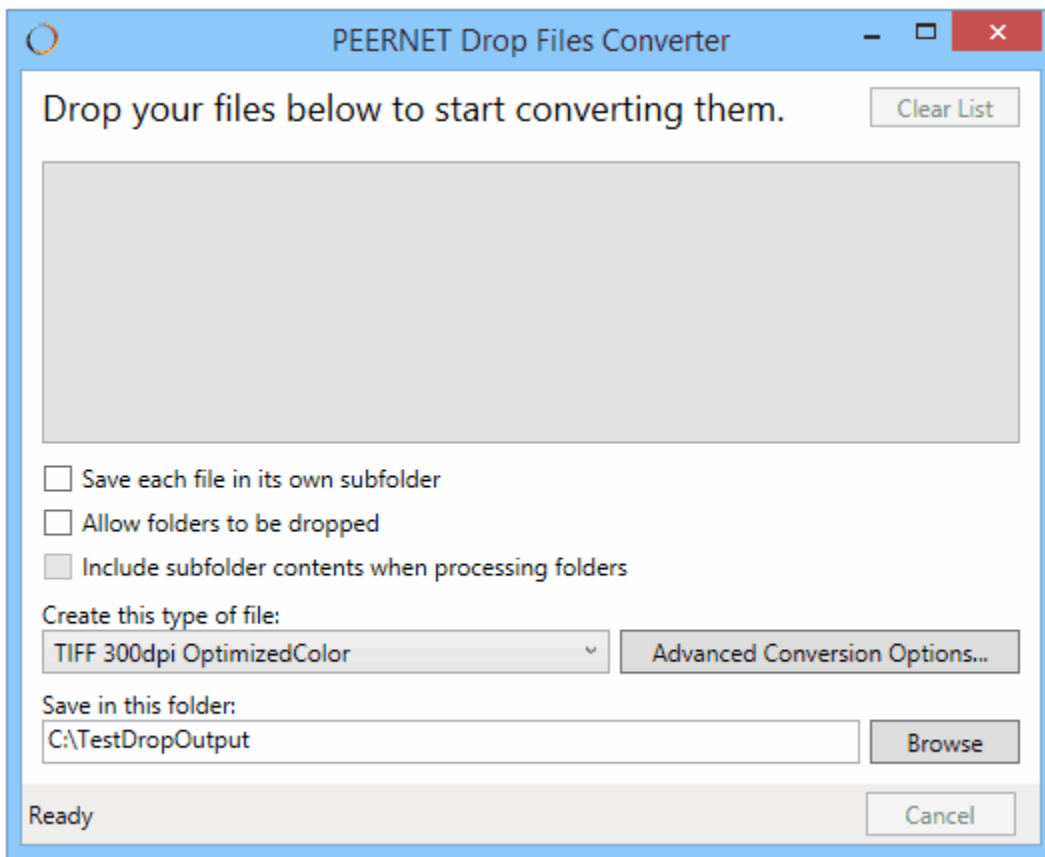 PEERNET Drop Files Converter
Drop your files below to start converting them.
Clear List
Save each file in its own subfolder
Allow folders to be dropped
Include subfolder contents when processing folders
Create this type of file:
TIFF 300dpi OptimizedColor
Advanced Conversion Options...
Save in this folder:
C:\TestDropOutput
Browse
Ready
Cancel